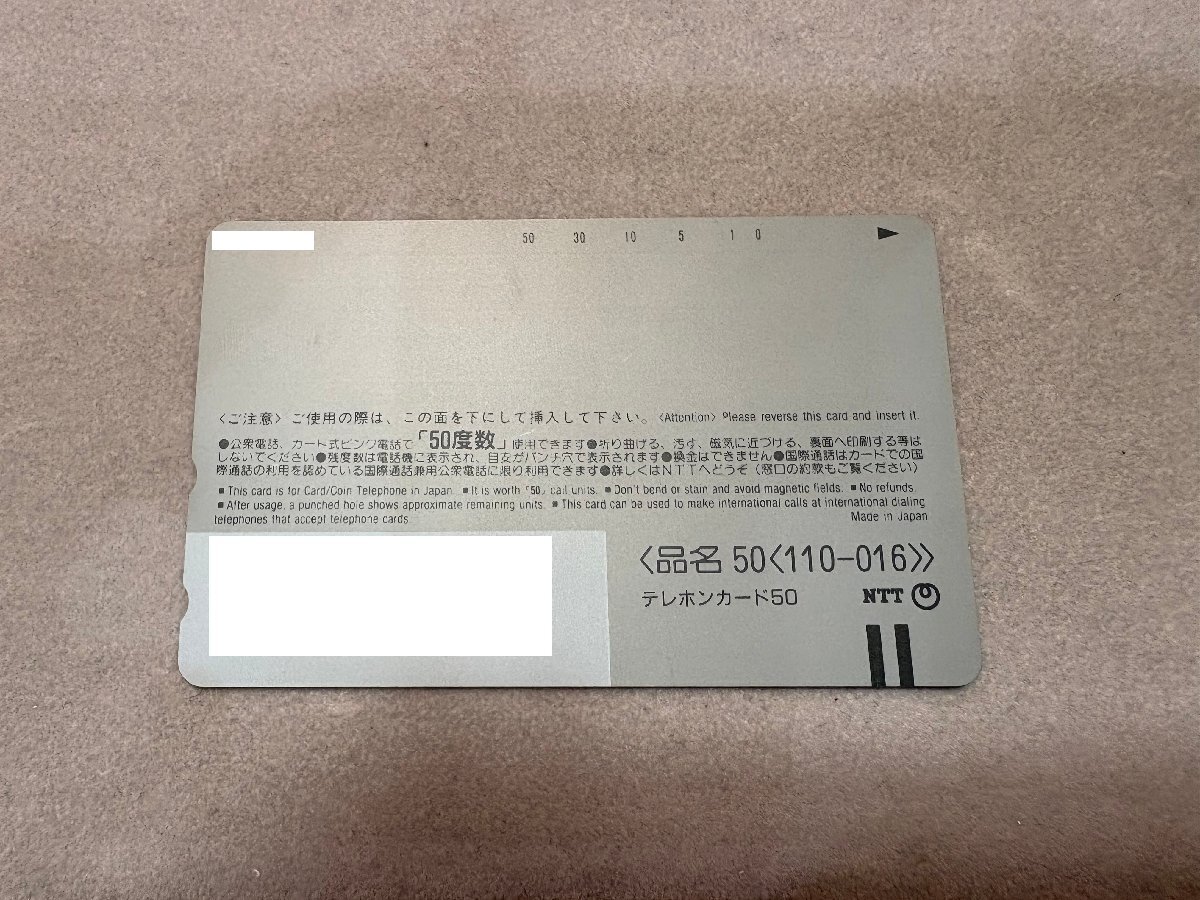 50 30 10 5 1 0
〈ご注意〉ご使用の際は、この面を下にして挿入して下さい。〈Attention〉Please reverse this card and insert it.
●公衆電話、カード式ピンク電話で「50度数」使用できます●折り曲げる、汚す、磁気に近づける、裏面へ印刷する等は
しないでください●残度数は電話機に表示され、目安がパンチ穴で表示されます●換金はできません●国際通話はカードでの国
際通話の利用を認めている国際通話兼用公衆電話に限り利用できます●詳しくはNTTへどうぞ（窓口の約款もご覧ください）
■ This card is for Card/Coin Telephone in Japan. ■ It is worth「50」call units. ■ Don't bend or stain and avoid magnetic fields. ■ No refunds.
■ After usage, a punched hole shows approximate remaining units. ■ This card can be used to make international calls at international dialing
telephones that accept telephone cards. Made in Japan
〈品名 50〈110-016〉〉
テレホンカード50 NTT